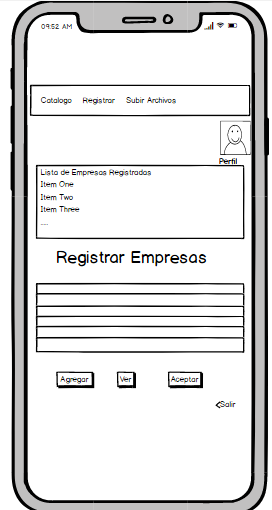 09:52 AM
Catalogo Registrar Subir Archivos
Perfil
Lista de Empresas Registradas
Item One
Item Two
Item Three
....
Registrar Empresas
Agregar Ver Aceptar
<Salir